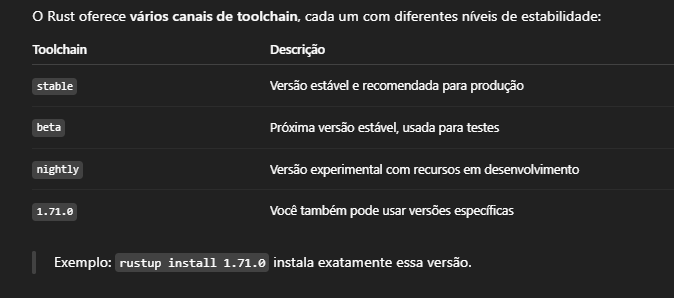 O Rust oferece vários canais de toolchain, cada um com diferentes níveis de estabilidade:
Toolchain Descrição
stable Versão estável e recomendada para produção
beta Próxima versão estável, usada para testes
nightly Versão experimental com recursos em desenvolvimento
1.71.0 Você também pode usar versões específicas
Exemplo: rustup install 1.71.0 instala exatamente essa versão.